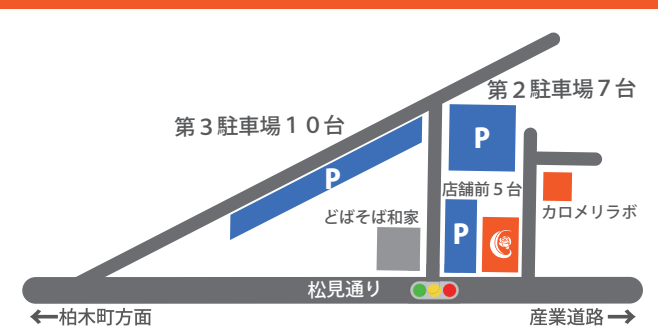 第２駐車場７台
第３駐車場１０台
P
P
店舗前５台
カロメリラボ
どばそば和家
P
松見通り
←柏木町方面
産業道路→